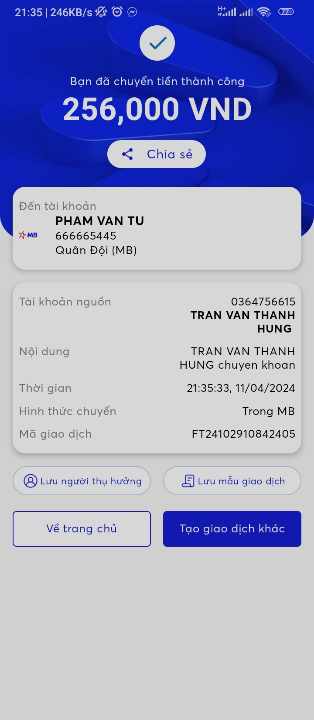 21:35 | 246KB/s
Bạn đã chuyển tiền thành công
256,000 VND
Chia sẻ
Đến tài khoản
PHAM VAN TU
MB
666665445
Quân Đội (MB)
Tài khoản nguồn
0364756615
TRAN VAN THANH
HUNG
Nội dung
TRAN VAN THANH
HUNG chuyen khoan
Thời gian
21:35:33, 11/04/2024
Hình thức chuyển
Trong MB
Mã giao dịch
FT24102910842405
Lưu người thụ hưởng
Lưu mẫu giao dịch
Về trang chủ
Tạo giao dịch khác